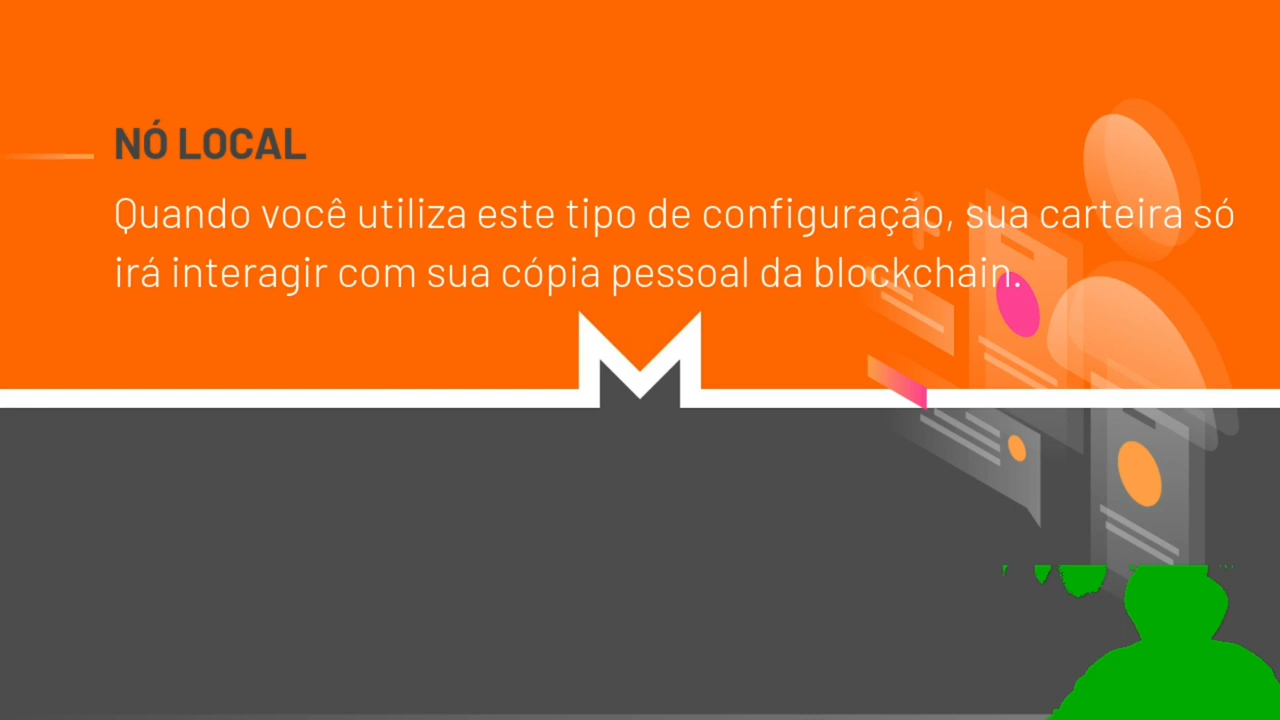 NÓ LOCAL
Quando você utiliza este tipo de configuração, sua carteira só
irá interagir com sua cópia pessoal da blockchain.